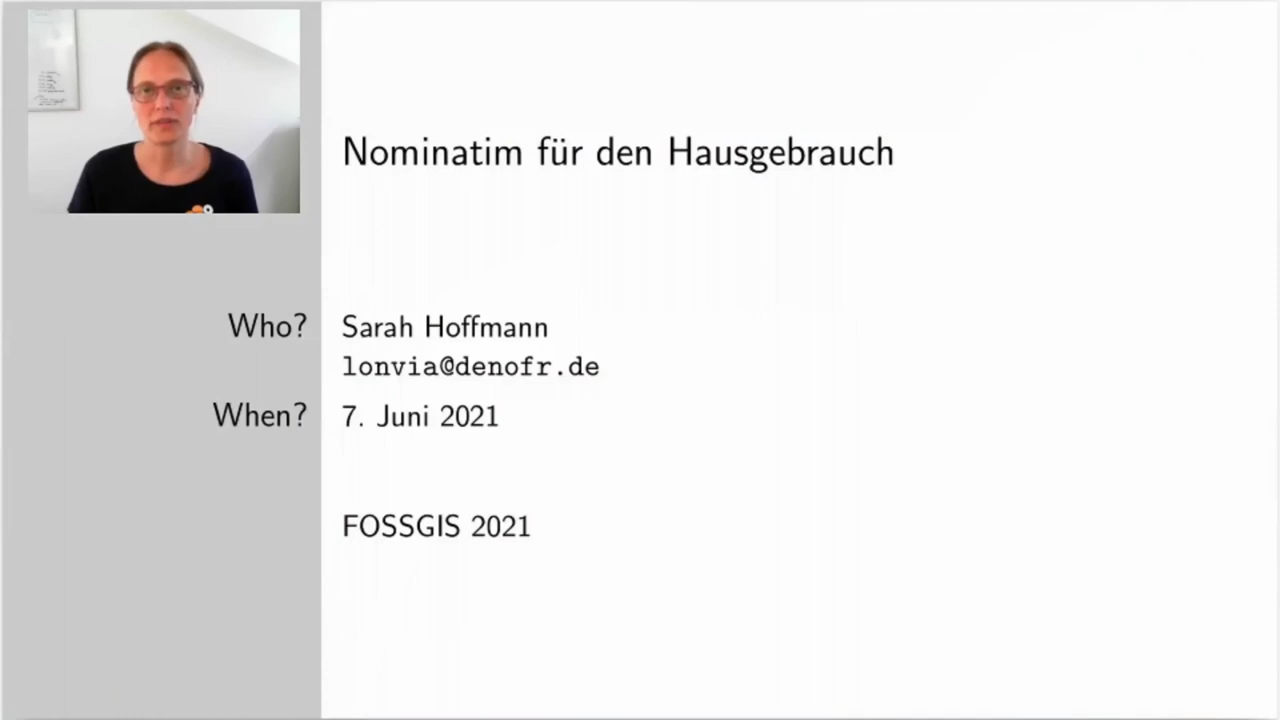 Nominatim für den Hausgebrauch
Who? Sarah Hoffmann
lonvia@denofr.de
When? 7. Juni 2021
FOSSGIS 2021